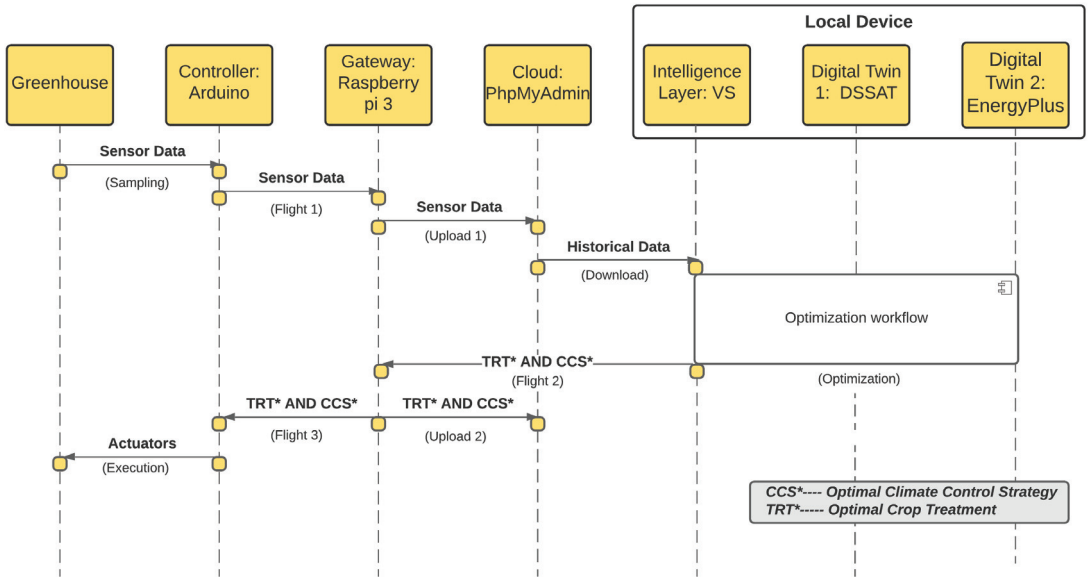 Local Device
Greenhouse
Controller:
Arduino
Gateway:
Raspberry
pi 3
Cloud:
PhpMyAdmin
Intelligence
Layer: VS
Digital Twin
1:  DSSAT
Digital
Twin 2:
EnergyPlus
Sensor Data
(Sampling)
Sensor Data
(Flight 1)
Sensor Data
(Upload 1)
Historical Data
(Download)
Optimization workflow
TRT* AND CCS*
(Flight 2)
(Optimization)
TRT* AND CCS*
(Flight 3)
TRT* AND CCS*
(Upload 2)
Actuators
(Execution)
CCS*---- Optimal Climate Control Strategy
TRT*----- Optimal Crop Treatment